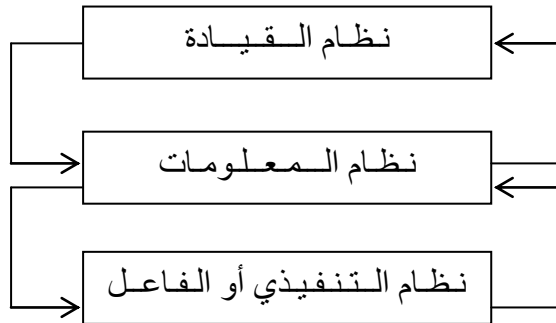 نظام القيادة
نظام المعلومات
نظام التنفيذي أو الفاعل